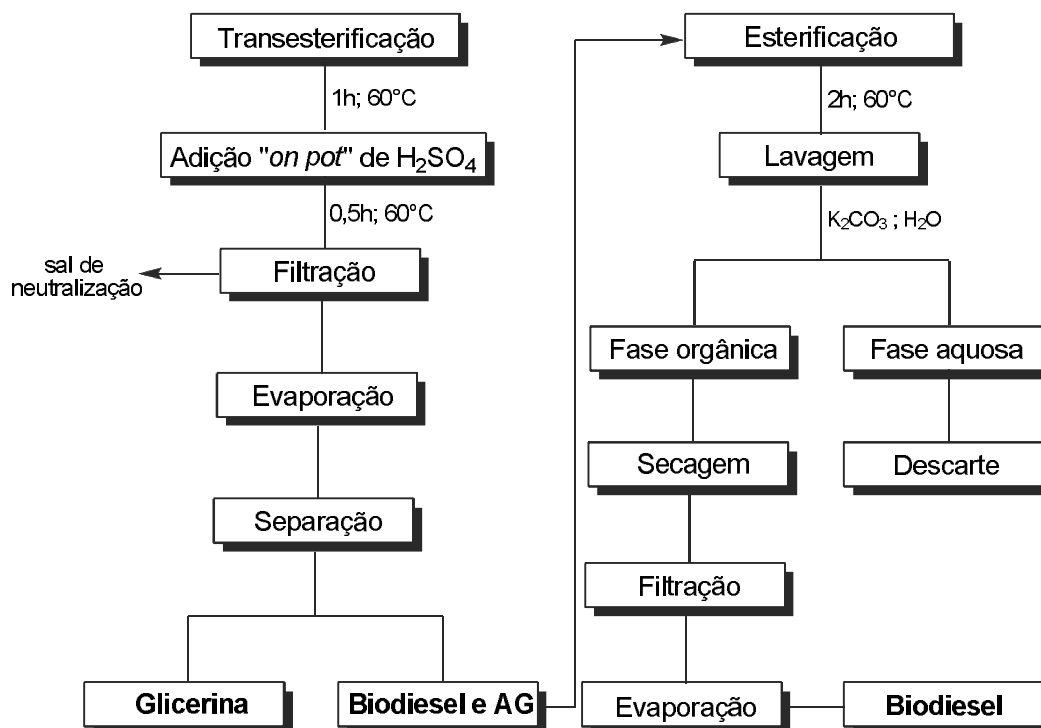 Transesterificação
1h; 60°C
Adição "on pot" de H₂SO₄
0,5h; 60°C
sal de
neutralização
Filtração
Evaporação
Separação
Glicerina
Biodiesel e AG
Esterificação
2h; 60°C
Lavagem
K₂CO₃ ; H₂O
Fase orgânica
Fase aquosa
Secagem
Descarte
Filtração
Evaporação
Biodiesel